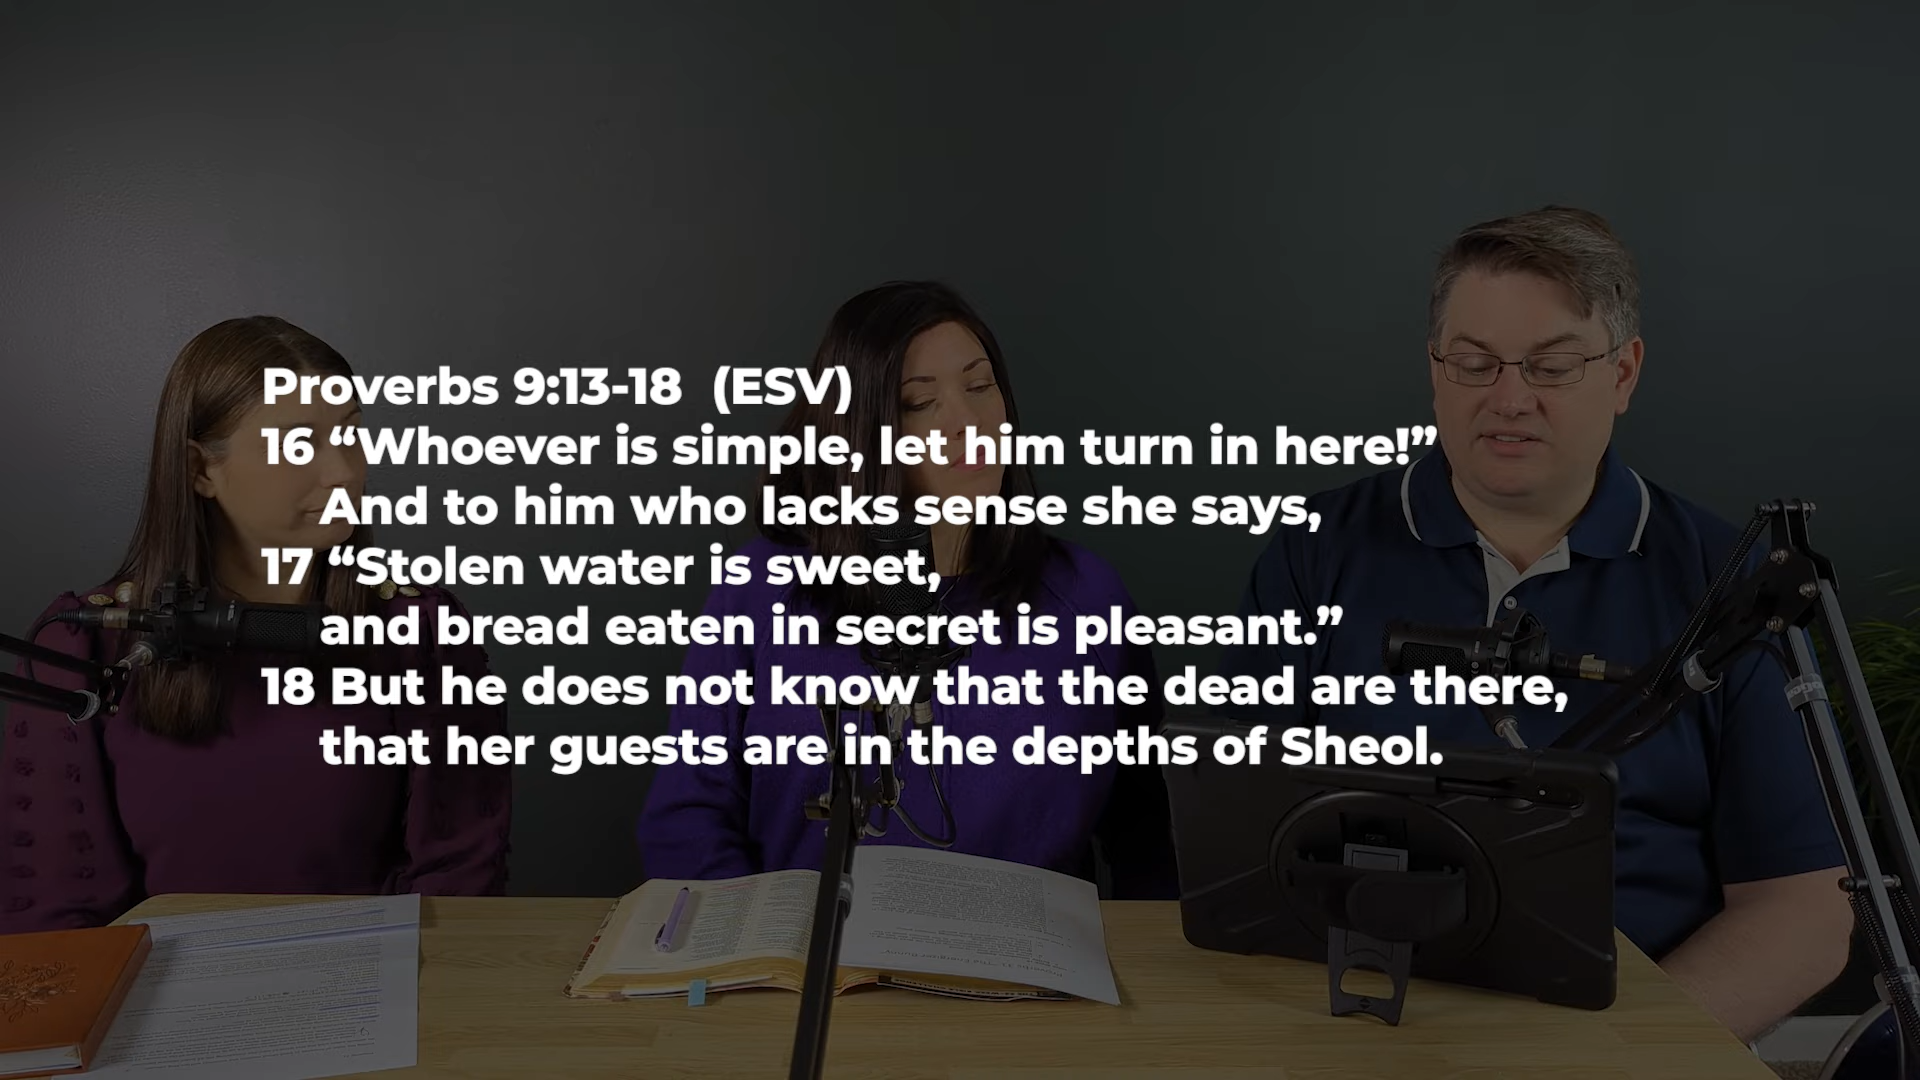 Proverbs 9:13-18 (ESV)
16 “Whoever is simple, let him turn in here!”
And to him who lacks sense she says,
17 “Stolen water is sweet,
and bread eaten in secret is pleasant.”
18 But he does not know that the dead are there,
that her guests are in the depths of Sheol.